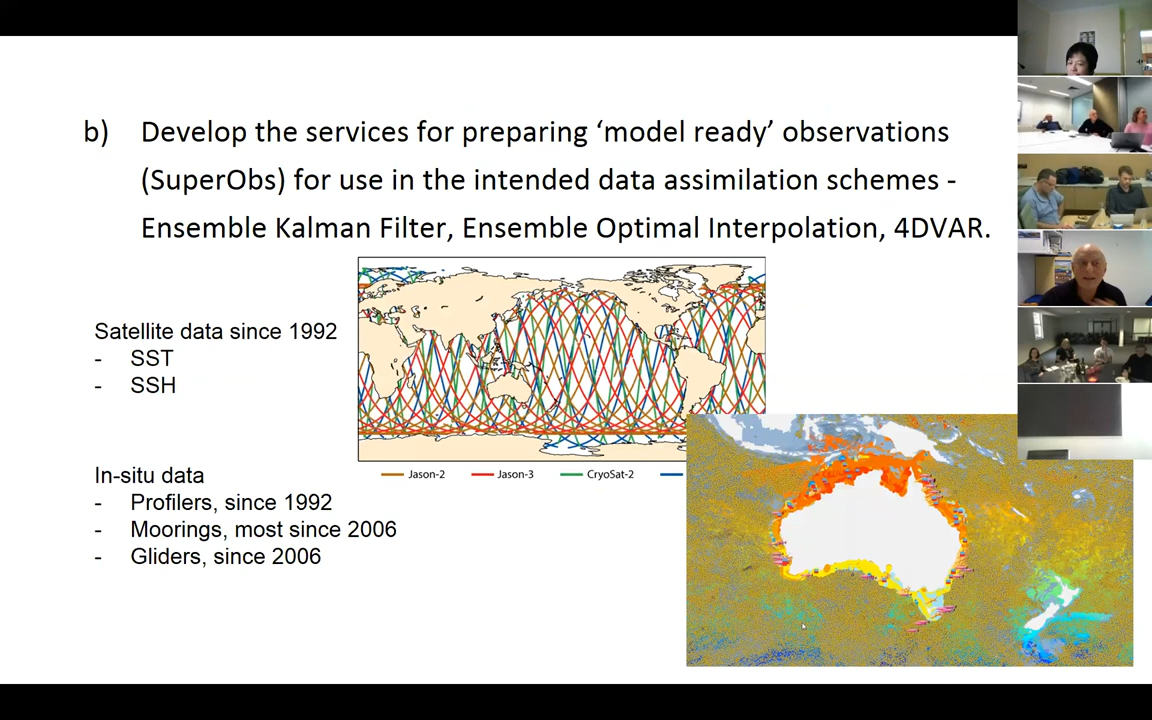 b) Develop the services for preparing ‘model ready’ observations
(SuperObs) for use in the intended data assimilation schemes -
Ensemble Kalman Filter, Ensemble Optimal Interpolation, 4DVAR.
Satellite data since 1992
- SST
- SSH
In-situ data
- Profilers, since 1992
- Moorings, most since 2006
- Gliders, since 2006
Jason-2 Jason-3 CryoSat-2